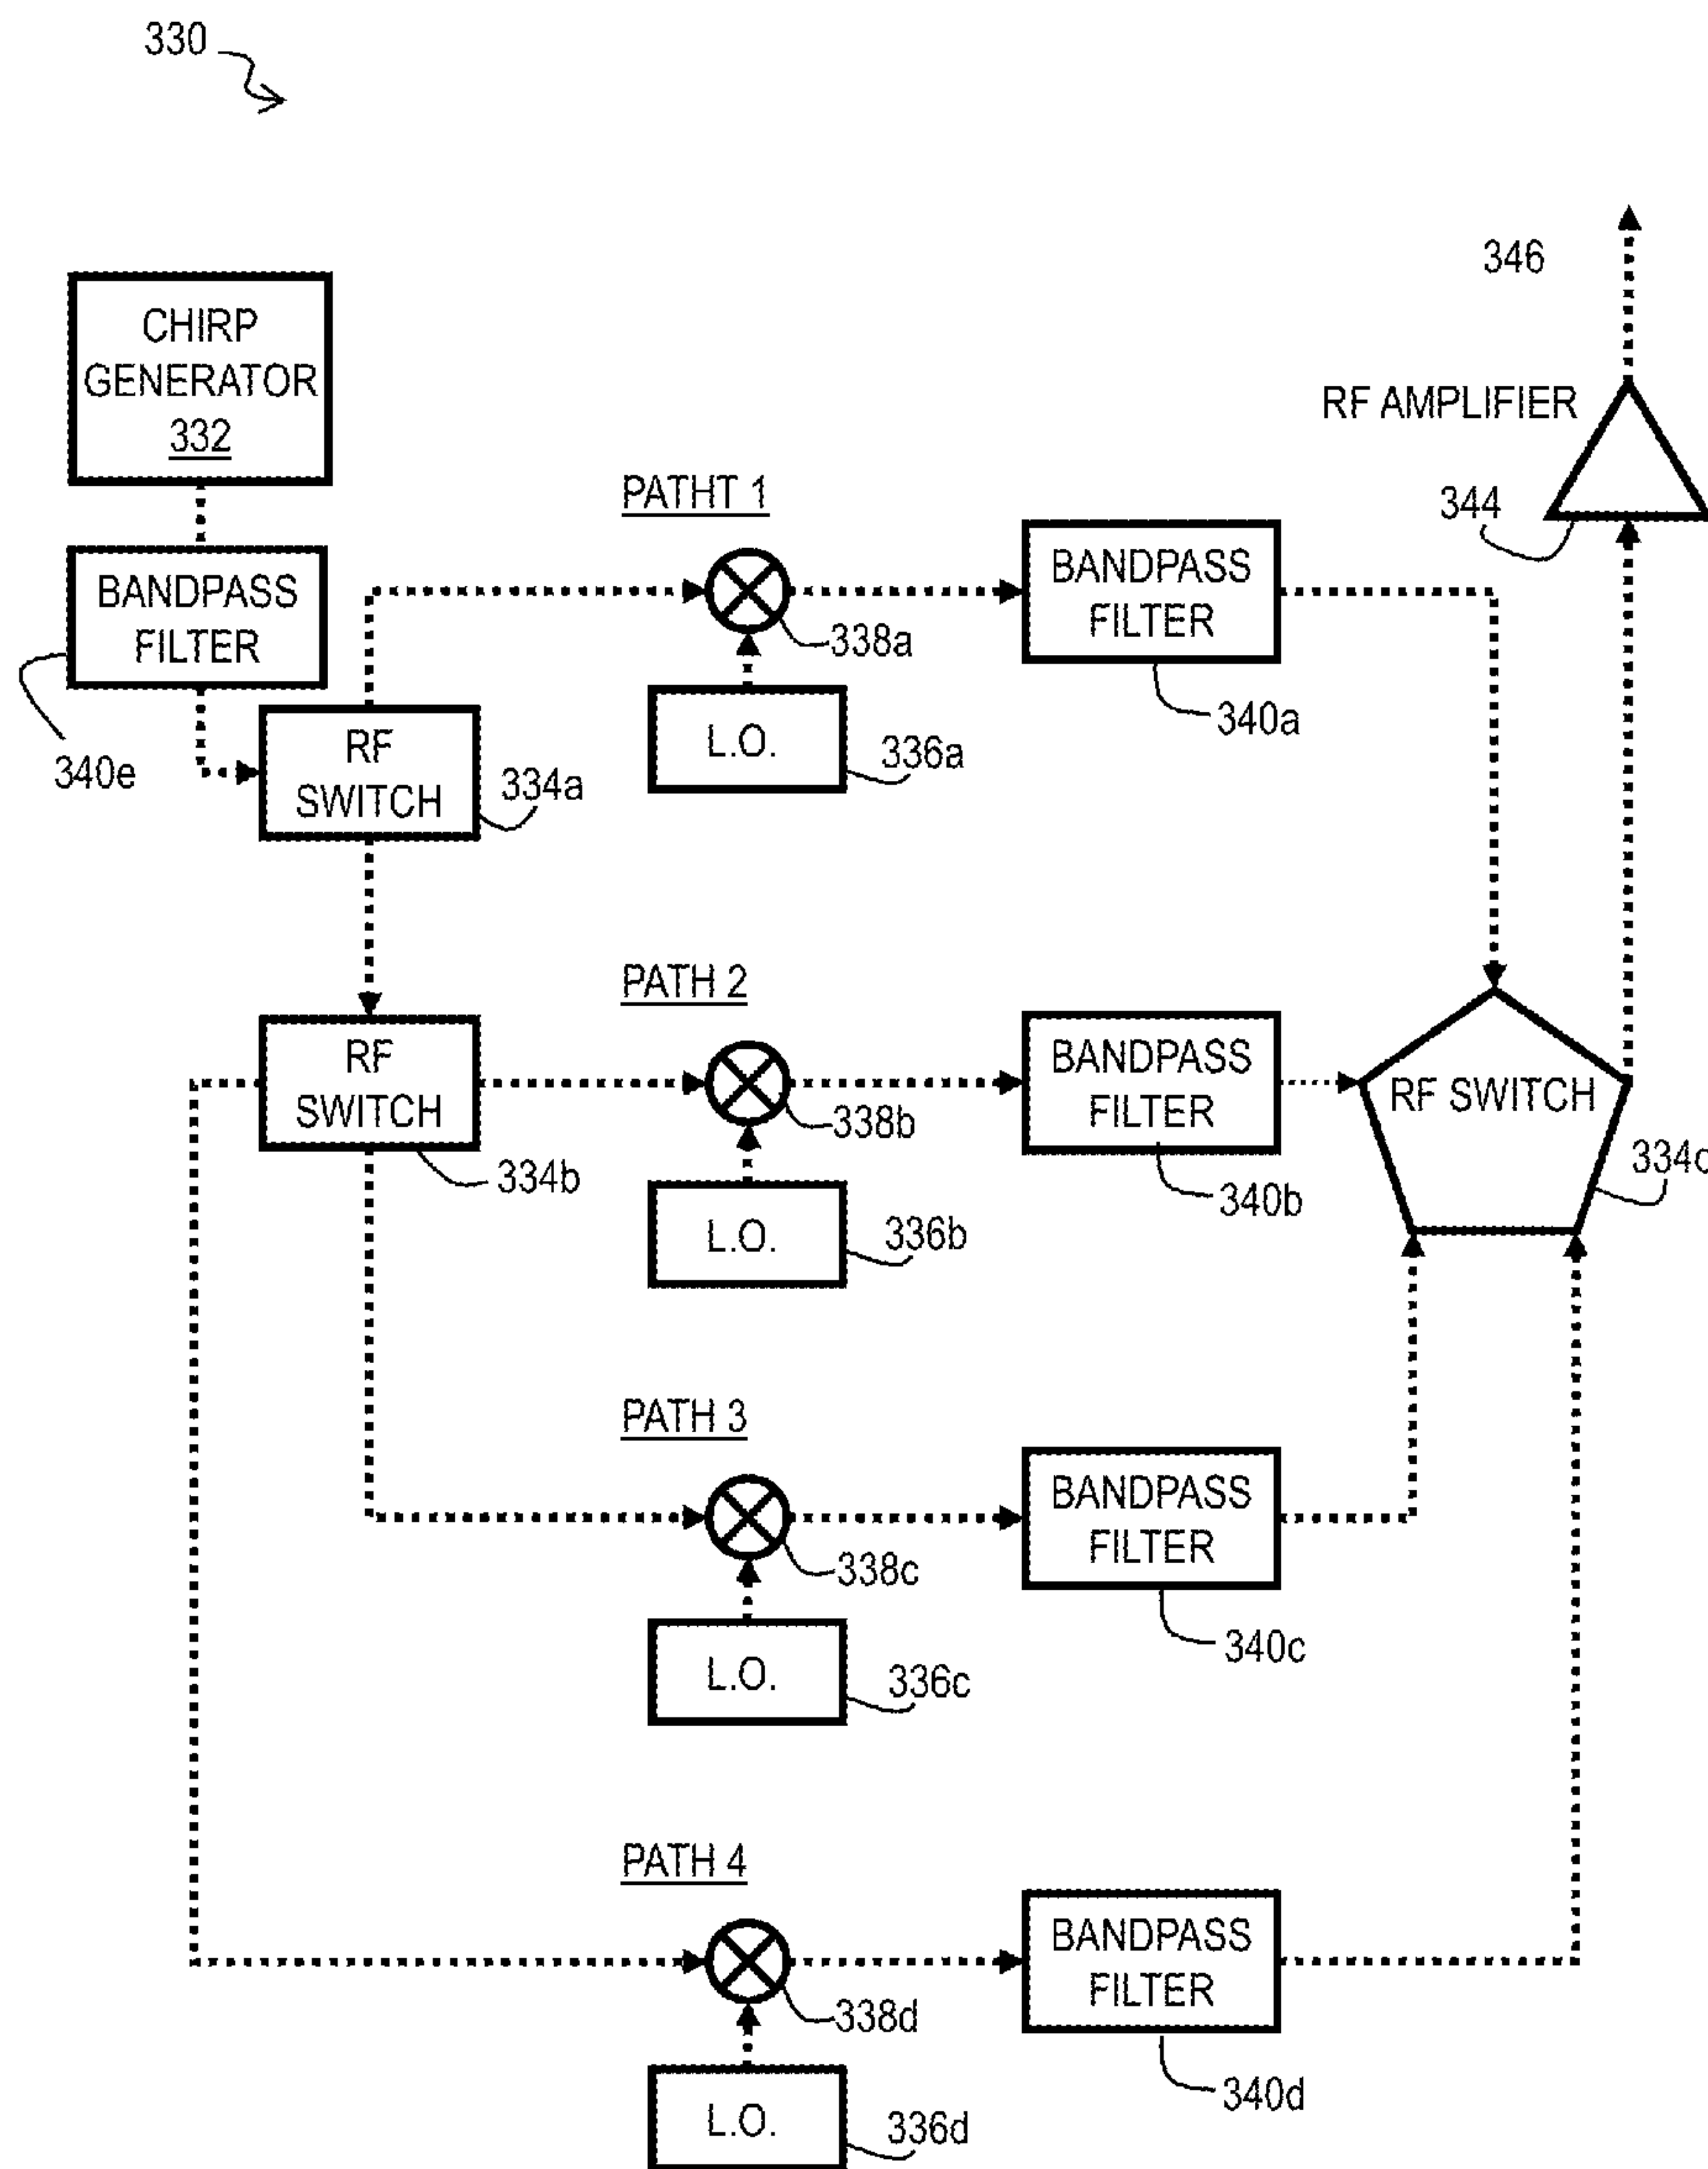 330
346
CHIRP
GENERATOR
332
RF AMPLIFIER
344
PATHT 1
BANDPASS
FILTER
BANDPASS
FILTER
338a
340a
340e
RF
SWITCH
334a
L.O.
336a
PATH 2
RF
SWITCH
334b
338b
BANDPASS
FILTER
340b
RF SWITCH
L.O.
336b
PATH 3
338c
BANDPASS
FILTER
340c
L.O.
336c
PATH 4
338d
BANDPASS
FILTER
340d
L.O.
336d